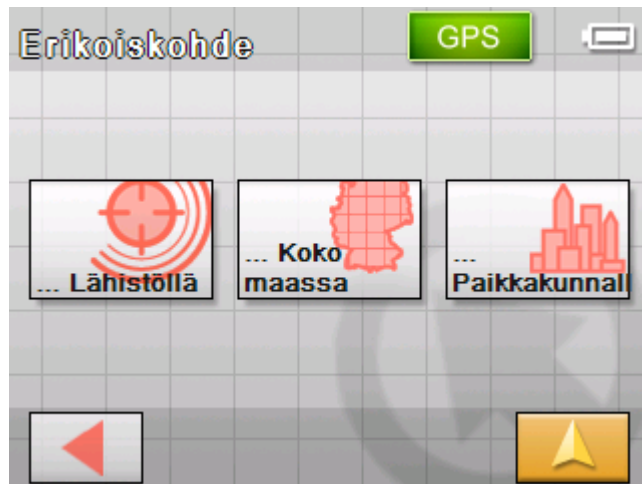 Erikoiskohde
GPS
... Lähistöllä
... Koko
maassa
...
Paikkakunnall